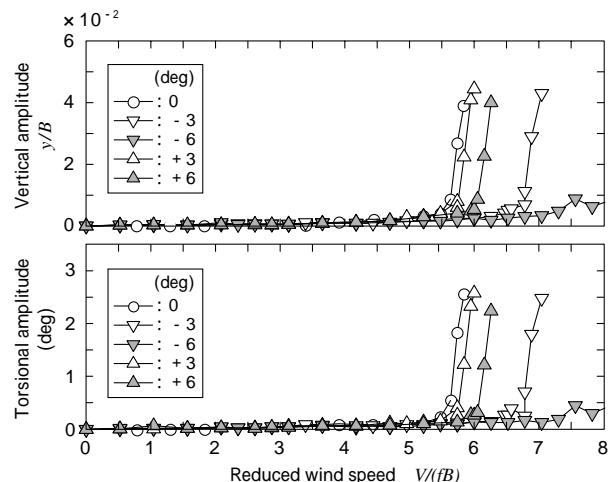 × 10⁻²
6
4
2
0
Vertical amplitude
y/B
(deg)
: 0
: - 3
: - 6
: + 3
: + 6
3
2
1
0
Torsional amplitude
(deg)
(deg)
: 0
: - 3
: - 6
: + 3
: + 6
0 1 2 3 4 5 6 7 8
Reduced wind speed V/(fB)